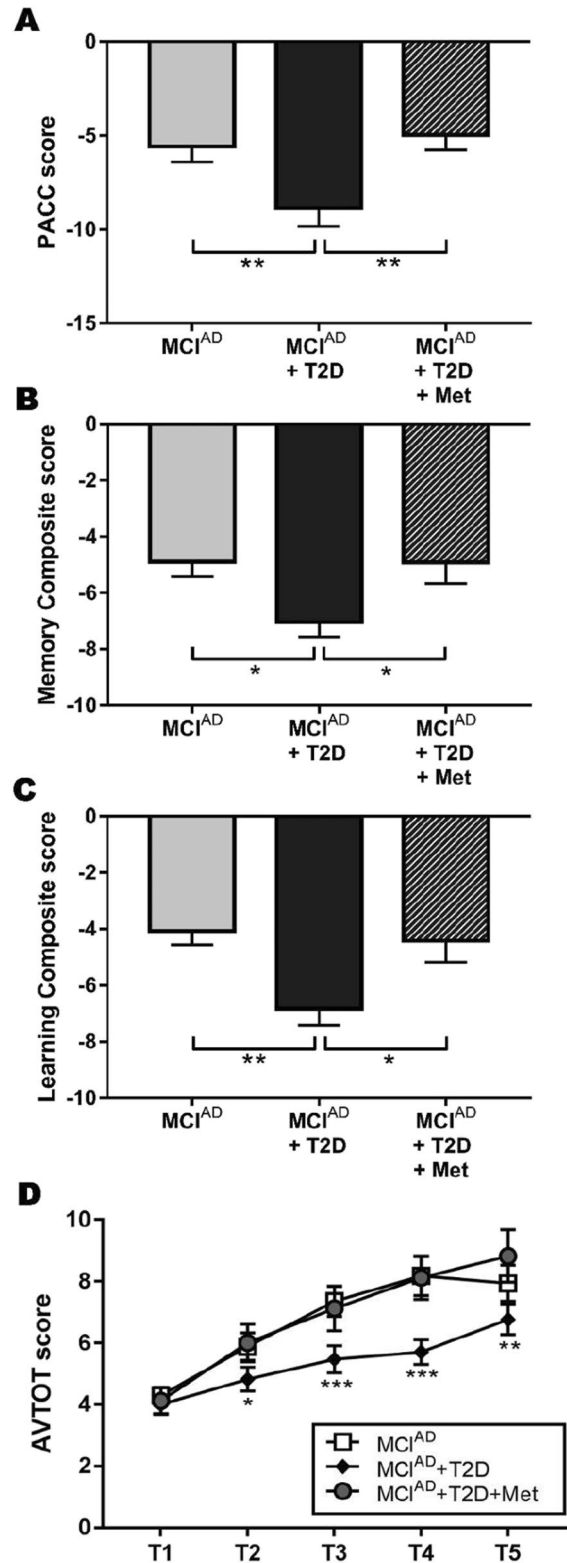 A
0
-5
-10
-15
PACC score
** **
MCI^AD MCI^AD MCI^AD
+ T2D + T2D
+ Met
B
0
-2
-4
-6
-8
-10
Memory Composite score
* *
MCI^AD MCI^AD MCI^AD
+ T2D + T2D
+ Met
C
0
-2
-4
-6
-8
-10
Learning Composite score
** *
MCI^AD MCI^AD MCI^AD
+ T2D + T2D
+ Met
D
10
8
6
4
2
0
AVTOT score
* *** *** **
MCI^AD
MCI^AD+T2D
MCI^AD+T2D+Met
T1 T2 T3 T4 T5